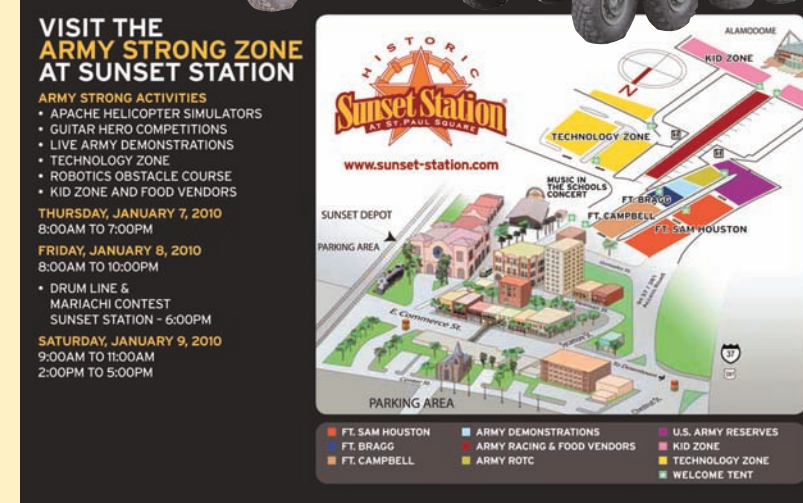 VISIT THE
ARMY STRONG ZONE
AT SUNSET STATION
ARMY STRONG ACTIVITIES
• APACHE HELICOPTER SIMULATORS
• GUITAR HERO COMPETITIONS
• LIVE ARMY DEMONSTRATIONS
• TECHNOLOGY ZONE
• ROBOTICS OBSTACLE COURSE
• KID ZONE AND FOOD VENDORS
THURSDAY, JANUARY 7, 2010
8:00AM TO 7:00PM
FRIDAY, JANUARY 8, 2010
8:00AM TO 10:00PM
• DRUM LINE &
MARIACHI CONTEST
SUNSET STATION – 6:00PM
SATURDAY, JANUARY 9, 2010
9:00AM TO 11:00AM
2:00PM TO 5:00PM
HISTORIC
Sunset Station
AT ST. PAUL SQUARE
www.sunset-station.com
ALAMODOME
KID ZONE
N
TECHNOLOGY ZONE
MUSIC IN
THE SCHOOLS
CONCERT
FT. BRAGG
FT. CAMPBELL
FT. SAM HOUSTON
SUNSET DEPOT
PARKING AREA
E. Commerce St.
Center St.
To Downtown
Access Road
37
PARKING AREA
FT. SAM HOUSTON
FT. BRAGG
FT. CAMPBELL
ARMY DEMONSTRATIONS
ARMY RACING & FOOD VENDORS
ARMY ROTC
U.S. ARMY RESERVES
KID ZONE
TECHNOLOGY ZONE
WELCOME TENT